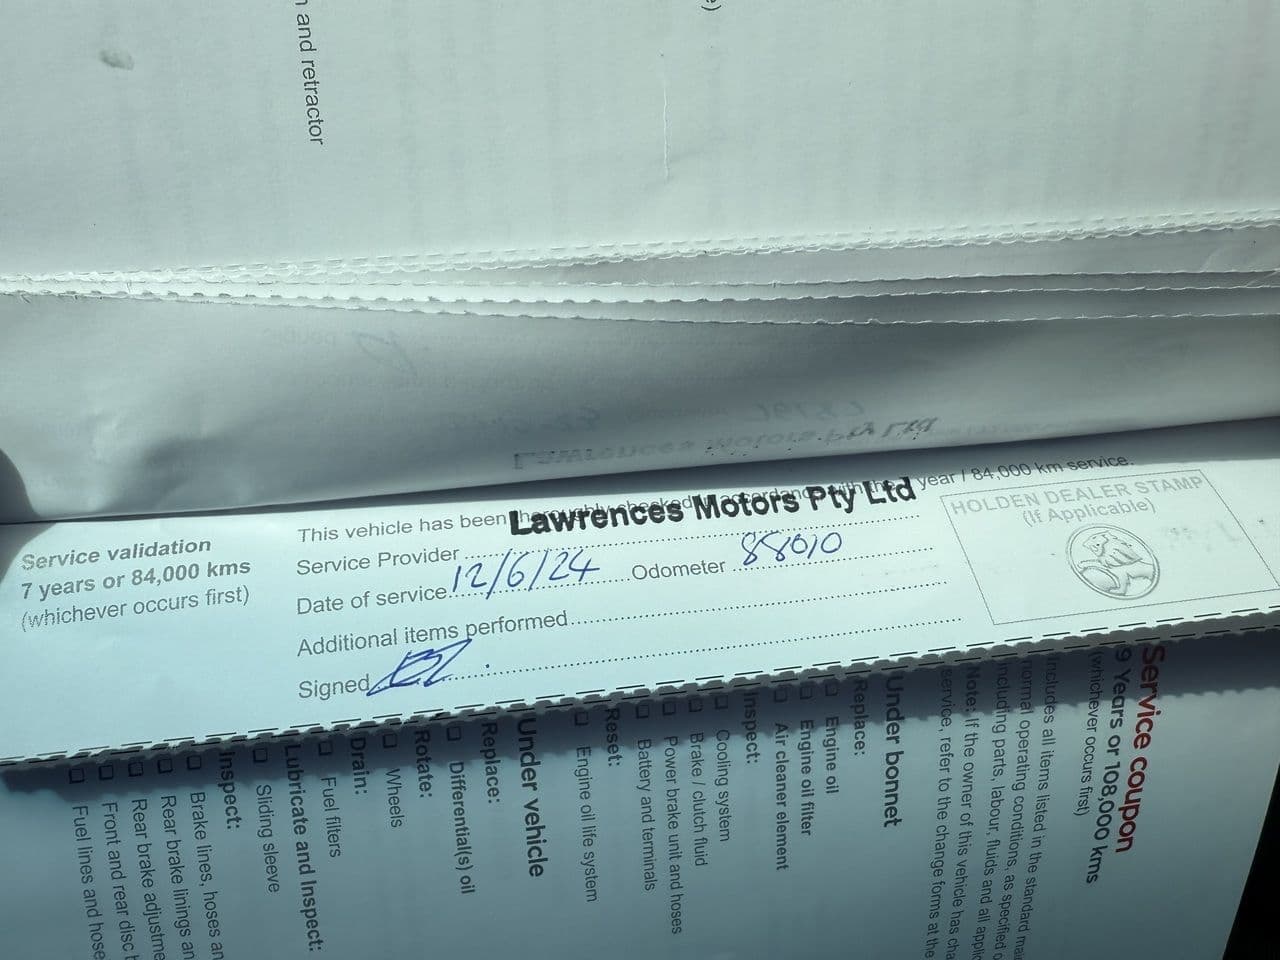 and retractor
Service validation
7 years or 84,000 kms
(whichever occurs first)
This vehicle has been thoroughly checked in accordance with the year / 84,000 km service.
Lawrences Motors Pty Ltd
Service Provider
Date of service 12/6/24 Odometer 88010
Additional items performed
Signed
HOLDEN DEALER STAMP
(If Applicable)
Service coupon
9 Years or 108,000 kms
(whichever occurs first)
Includes all items listed in the standard
normal operating conditions, as specified
including parts, labour, fluids and all
Note: If the owner of this vehicle has
service, refer to the change forms at the
Under bonnet
Replace:
Engine oil
Engine oil filter
Air cleaner element
Inspect:
Cooling system
Brake / clutch fluid
Power brake unit and hoses
Battery and terminals
Reset:
Engine oil life system
Under vehicle
Replace:
Differential(s) oil
Rotate:
Wheels
Drain:
Fuel filters
Lubricate and Inspect:
Sliding sleeve
Inspect:
Brake lines, hoses
Rear brake linings
Rear brake
Front and rear disc
Fuel lines and